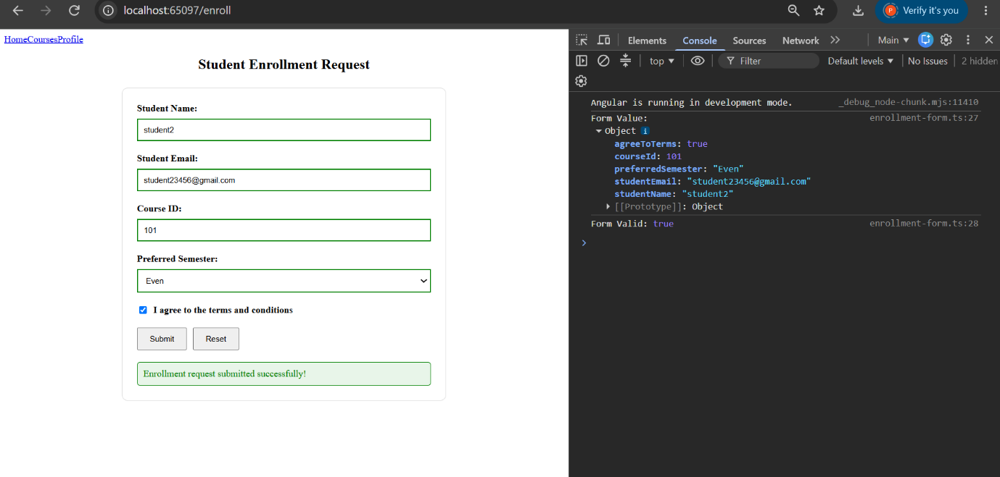 localhost:65097/enroll
Verify it's you
HomeCoursesProfile
Student Enrollment Request
Student Name:
student2
Student Email:
student23456@gmail.com
Course ID:
101
Preferred Semester:
Even
I agree to the terms and conditions
Submit Reset
Enrollment request submitted successfully!
Elements Console Sources Network Main
top Filter Default levels No Issues 2 hidden
Angular is running in development mode. _debug_node-chunk.mjs:11410
Form Value: enrollment-form.ts:27
Object i
agreeToTerms: true
courseId: 101
preferredSemester: "Even"
studentEmail: "student23456@gmail.com"
studentName: "student2"
[[Prototype]]: Object
Form Valid: true enrollment-form.ts:28